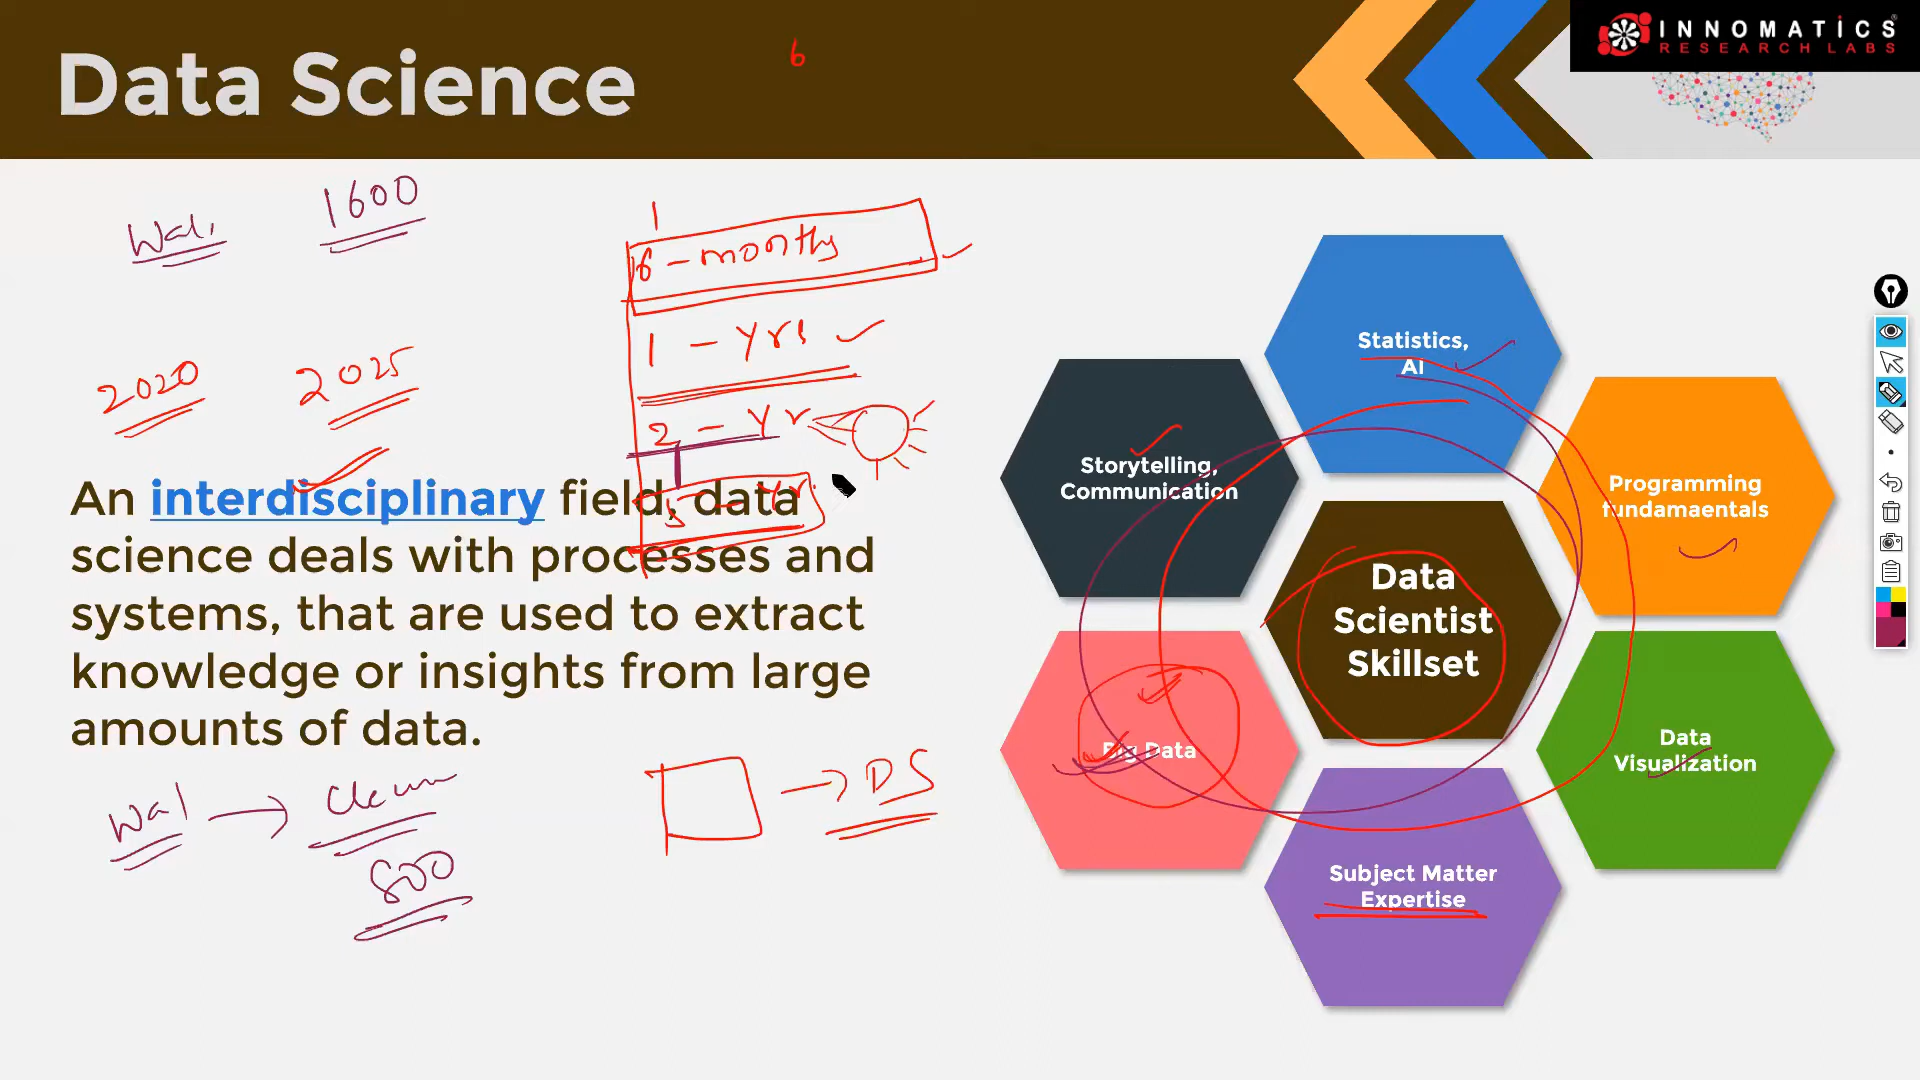 Data Science
6
INNOMATICS
RESEARCH LABS
1600
Wal,
1
6 - months
1 - yrs
2020
2025
2 - yr
5 - yr
An interdisciplinary field, data
science deals with processes and
systems, that are used to extract
knowledge or insights from large
amounts of data.
Wal
800
DS
Statistics,
AI
Storytelling,
Communication
Programming
fundamaentals
Data
Scientist
Skillset
Big Data
Data
Visualization
Subject Matter
Expertise